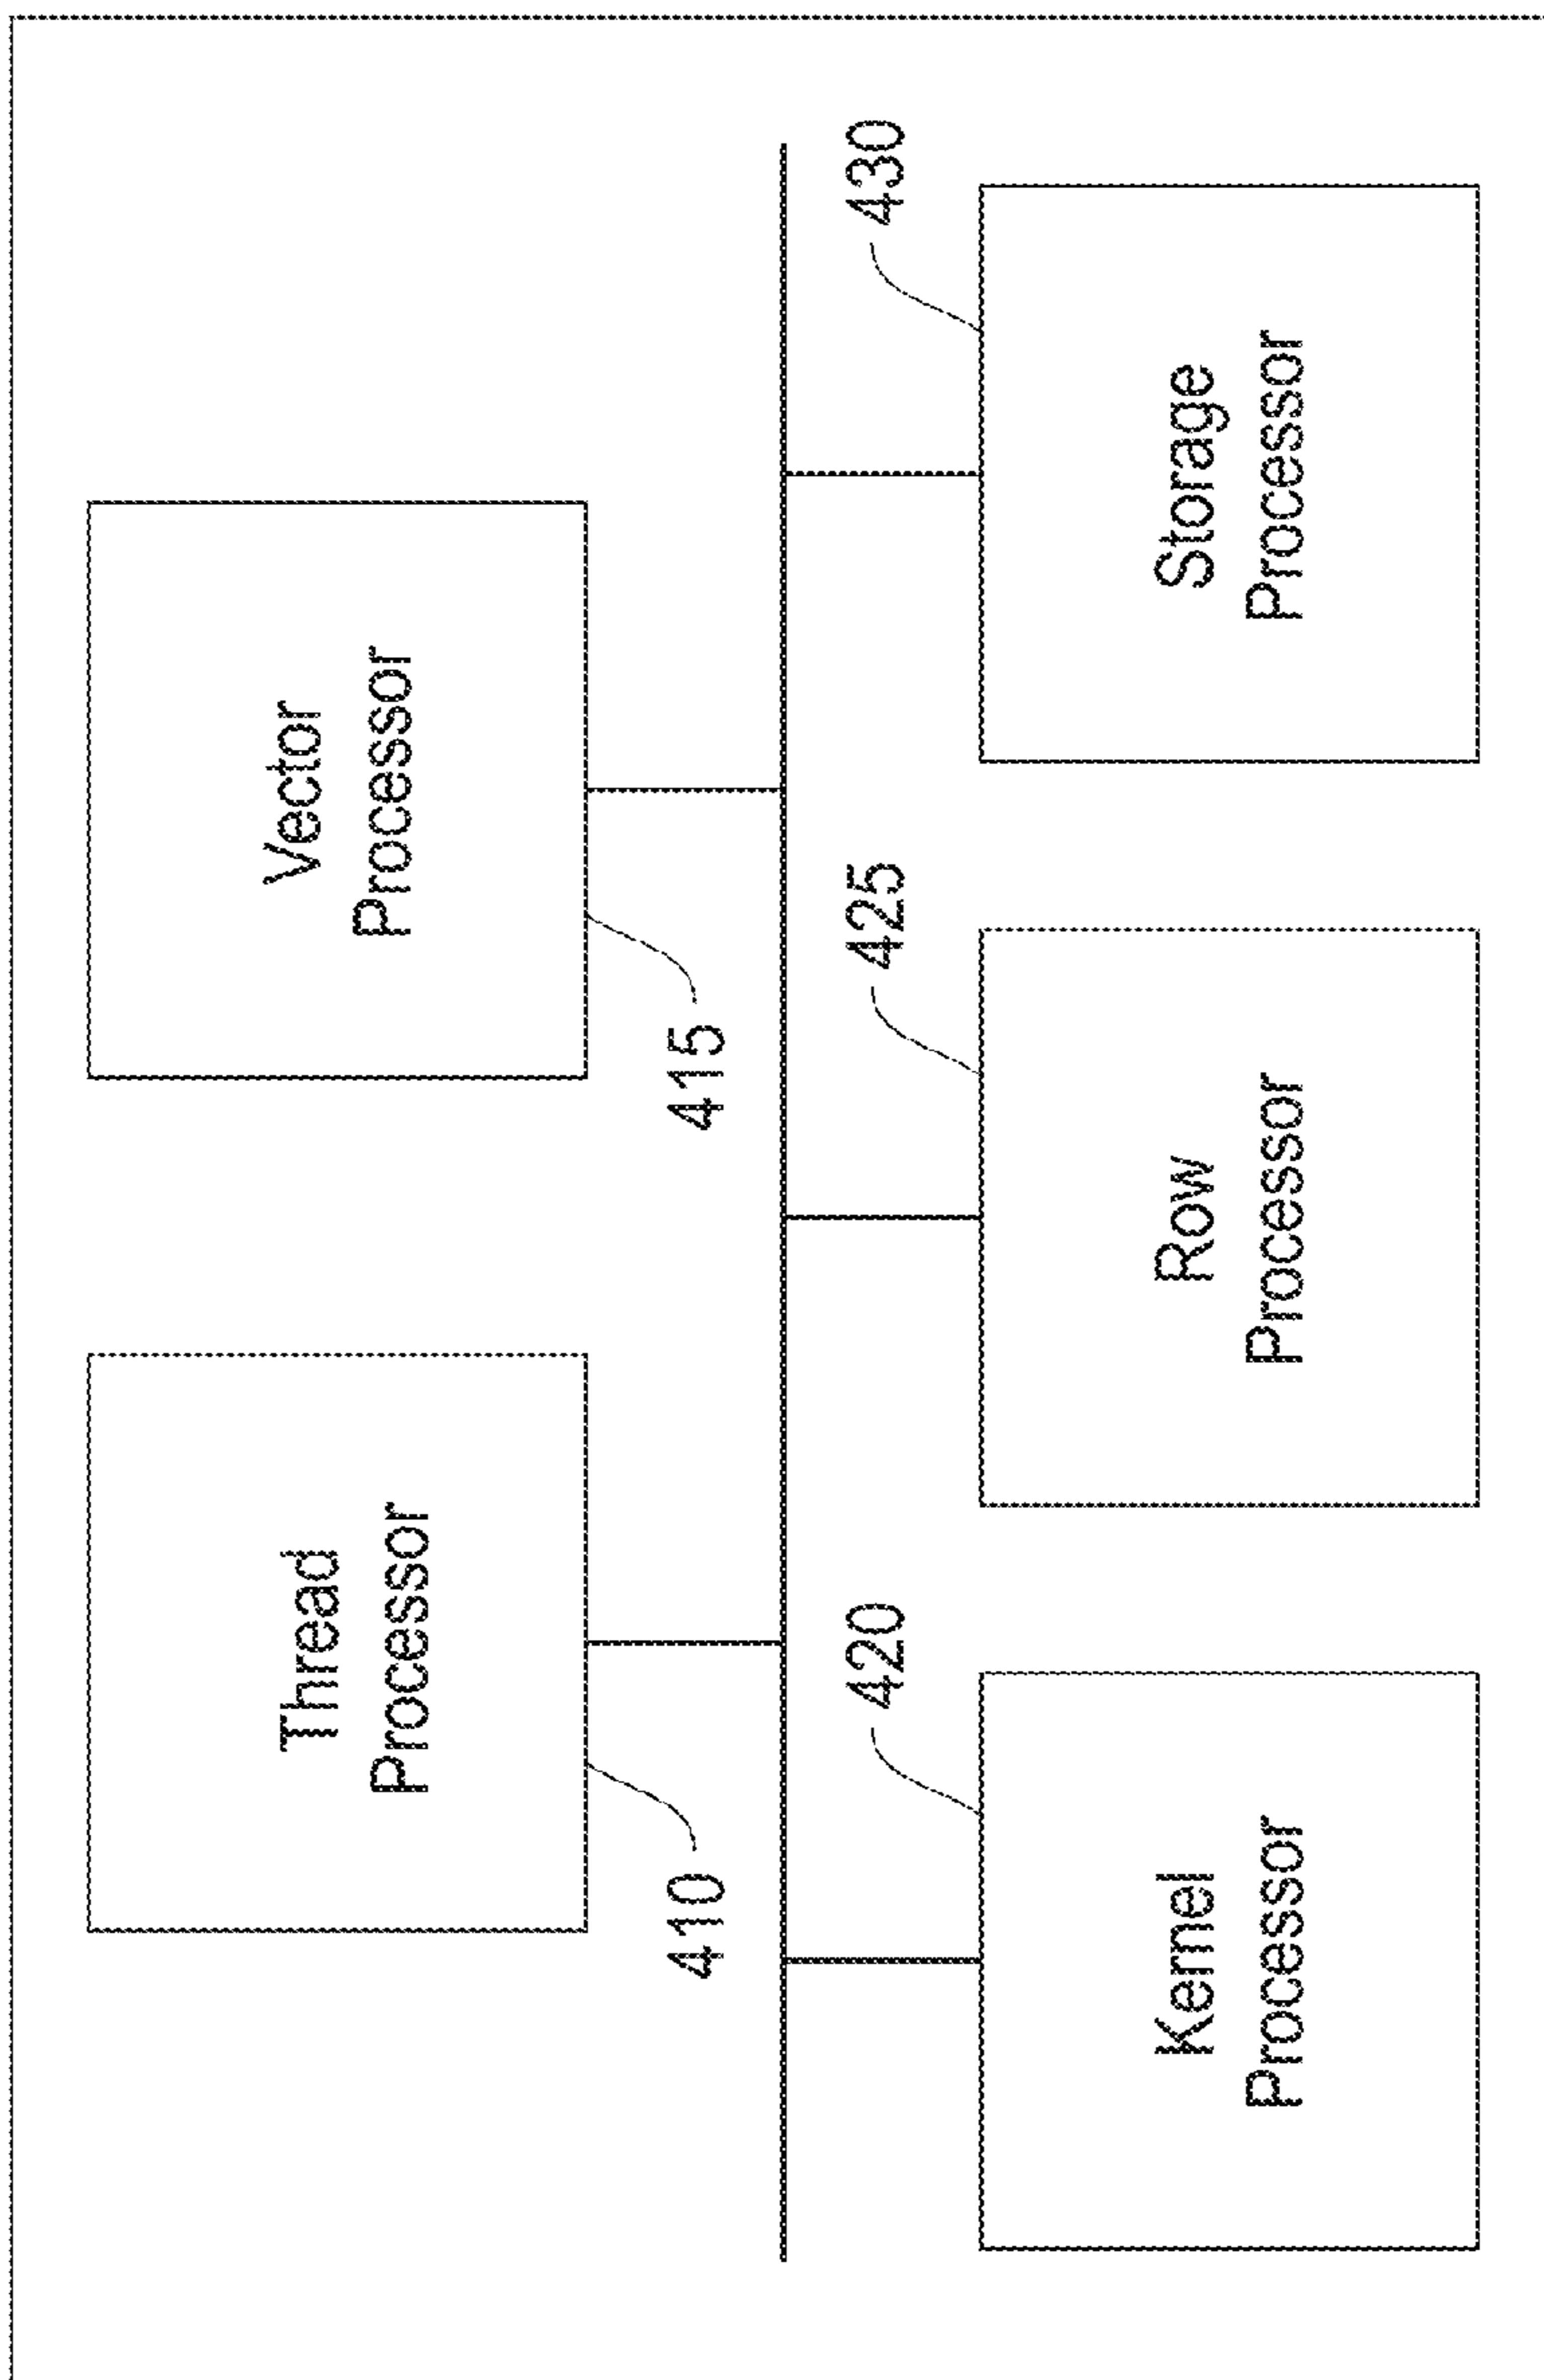 Thread
Processor
410
Vector
Processor
415
420
Kernel
Processor
425
Row
Processor
430
Storage
Processor